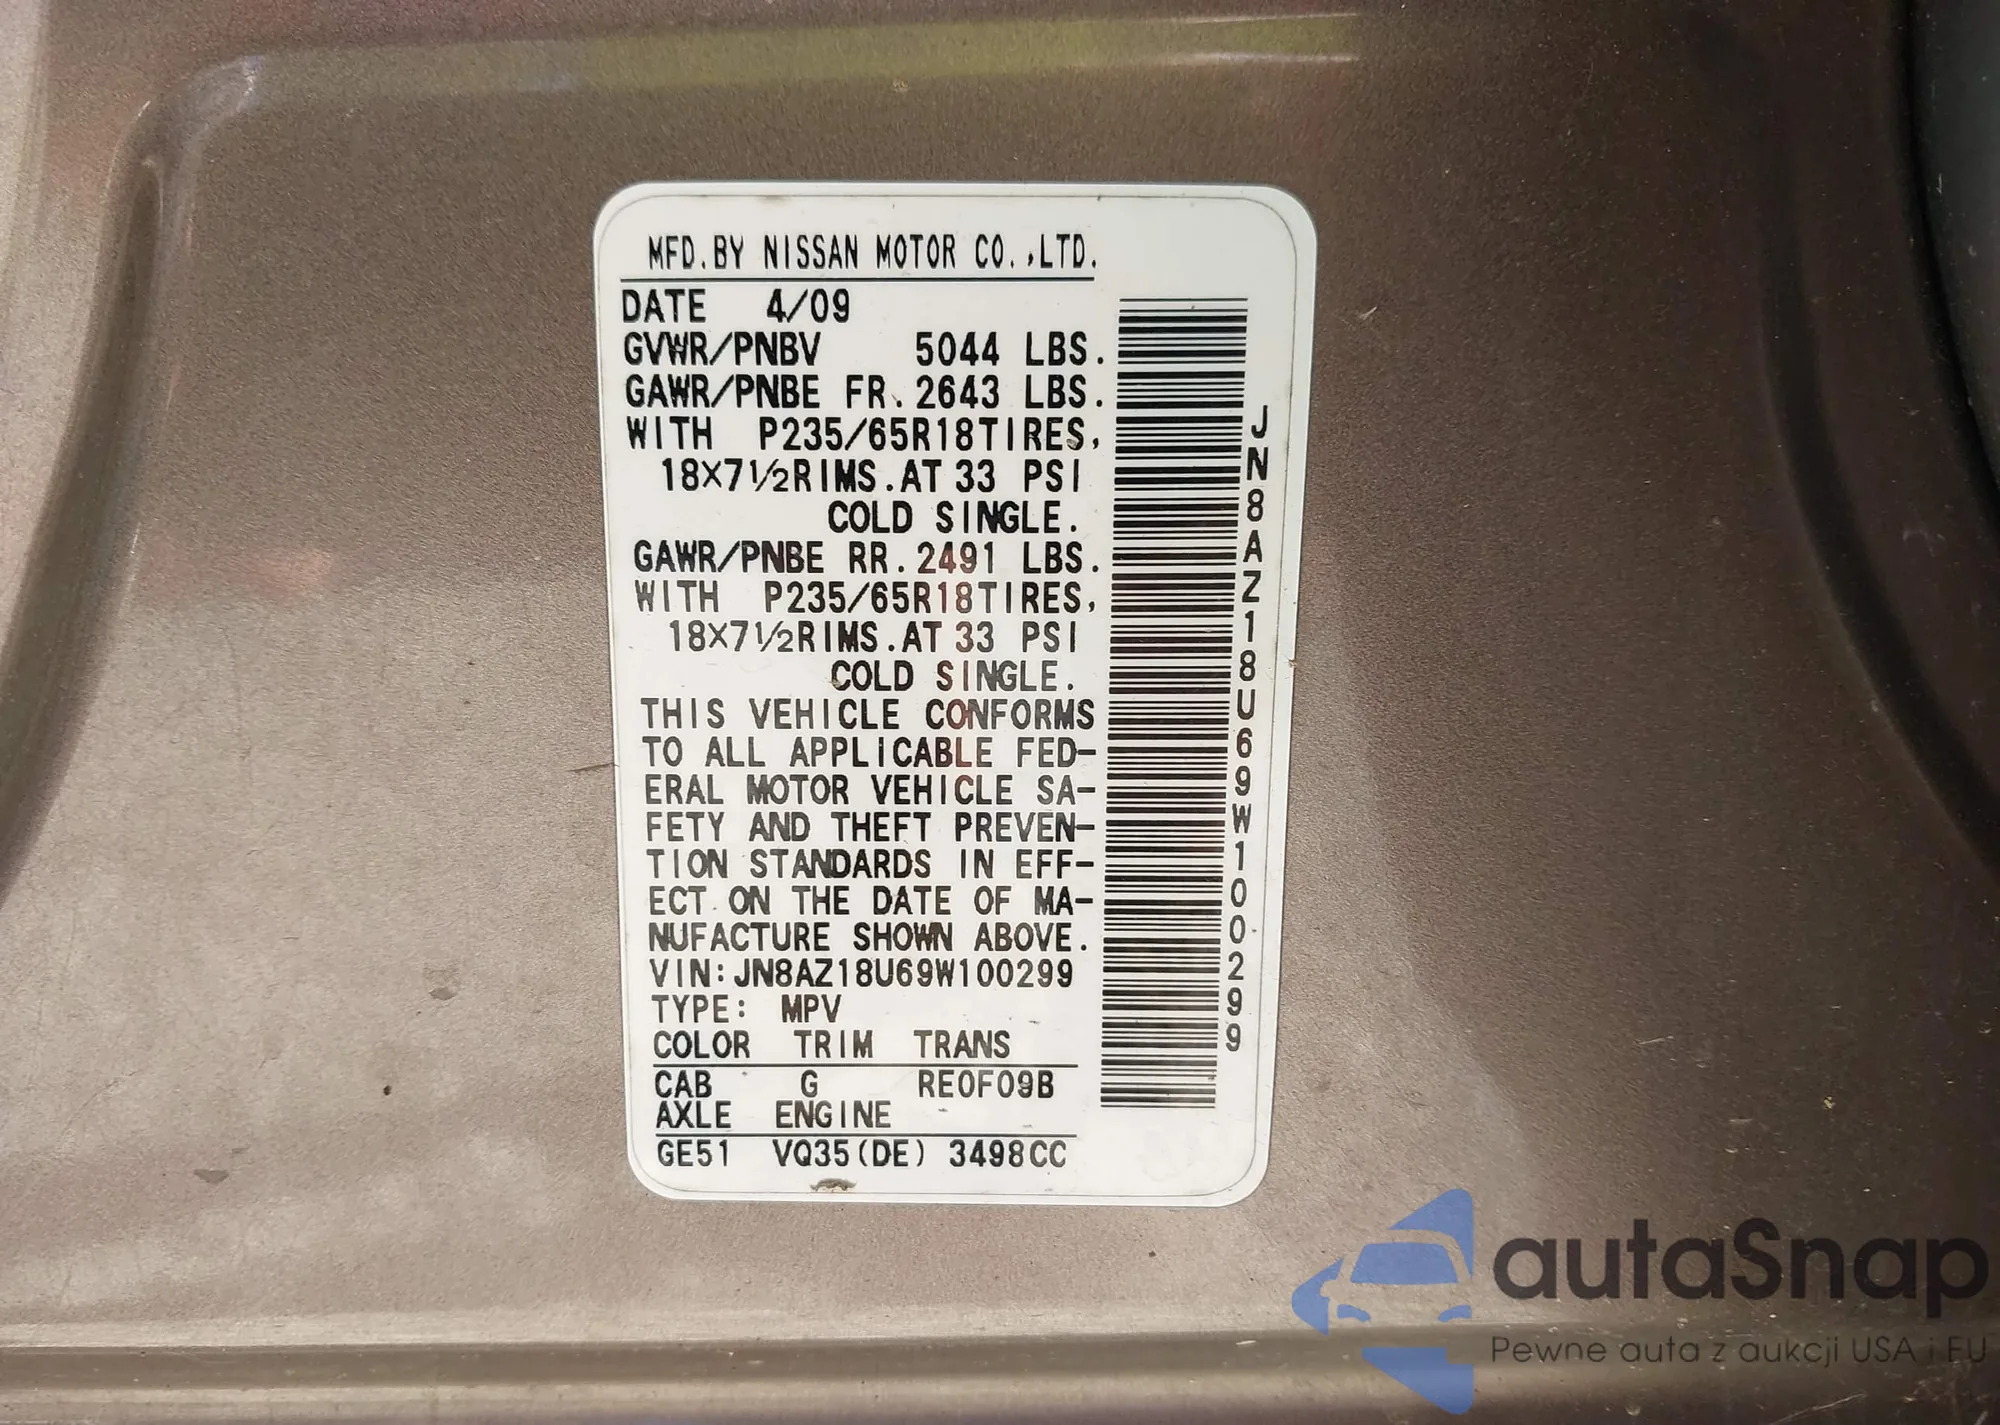 MFD.BY NISSAN MOTOR CO.,LTD.
DATE 4/09
GVWR/PNBV 5044 LBS.
GAWR/PNBE FR.2643 LBS.
WITH P235/65R18TIRES,
18×7½RIMS.AT 33 PSI
COLD SINGLE.
GAWR/PNBE RR.2491 LBS.
WITH P235/65R18TIRES,
18×7½RIMS.AT 33 PSI
COLD SINGLE.
THIS VEHICLE CONFORMS
TO ALL APPLICABLE FED-
ERAL MOTOR VEHICLE SA-
FETY AND THEFT PREVEN-
TION STANDARDS IN EFF-
ECT ON THE DATE OF MA-
NUFACTURE SHOWN ABOVE.
VIN:JN8AZ18U69W100299
TYPE: MPV
COLOR TRIM TRANS
CAB G RE0F09B
AXLE ENGINE
GE51 VQ35(DE) 3498CC
JN8AZ18U69W100299
autaSnap
Pewne auta z aukcji USA i EU